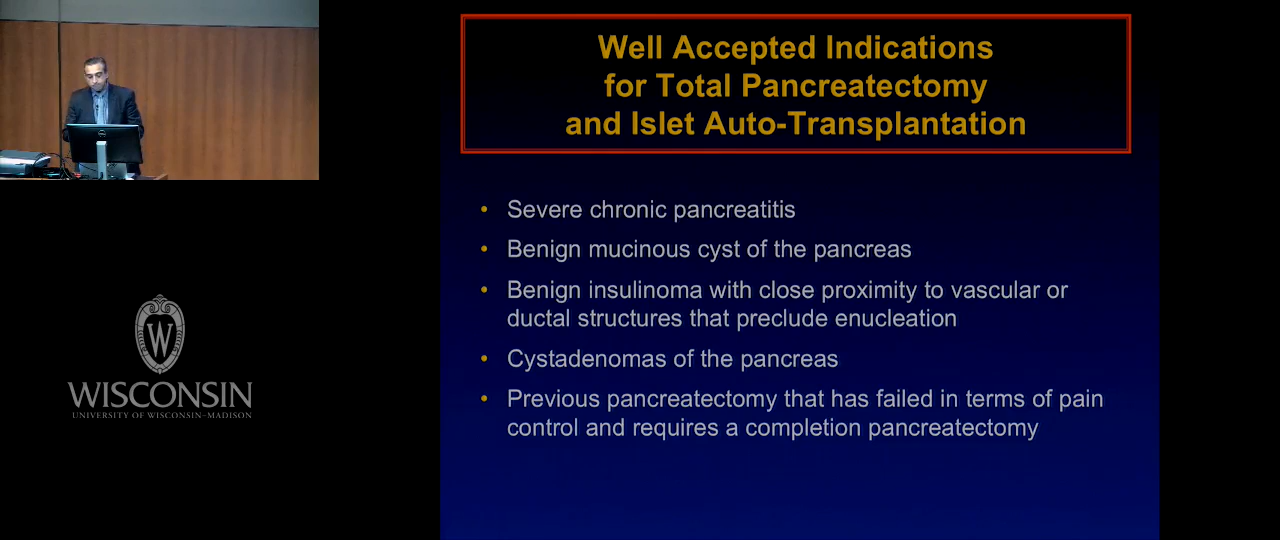 Well Accepted Indications
for Total Pancreatectomy
and Islet Auto-Transplantation
• Severe chronic pancreatitis
• Benign mucinous cyst of the pancreas
• Benign insulinoma with close proximity to vascular or
ductal structures that preclude enucleation
• Cystadenomas of the pancreas
• Previous pancreatectomy that has failed in terms of pain
control and requires a completion pancreatectomy
W
WISCONSIN
UNIVERSITY OF WISCONSIN–MADISON